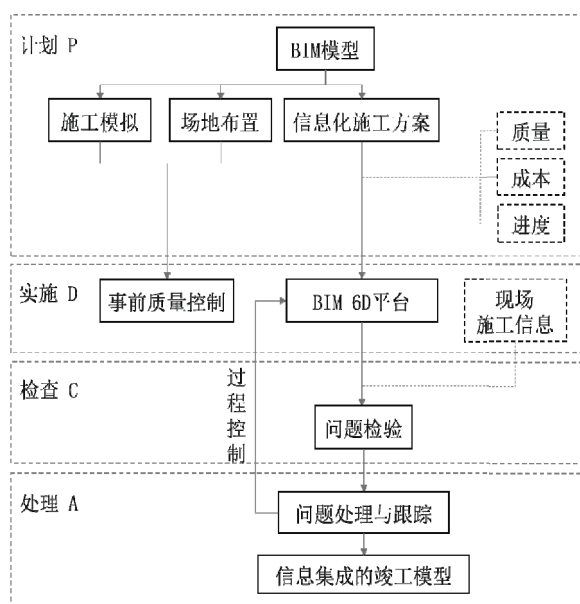 计划 P
BIM模型
施工模拟
场地布置
信息化施工方案
质量
成本
进度
实施 D
事前质量控制
BIM 6D平台
现场
施工信息
检查 C
过程控制
问题检验
处理 A
问题处理与跟踪
信息集成的竣工模型